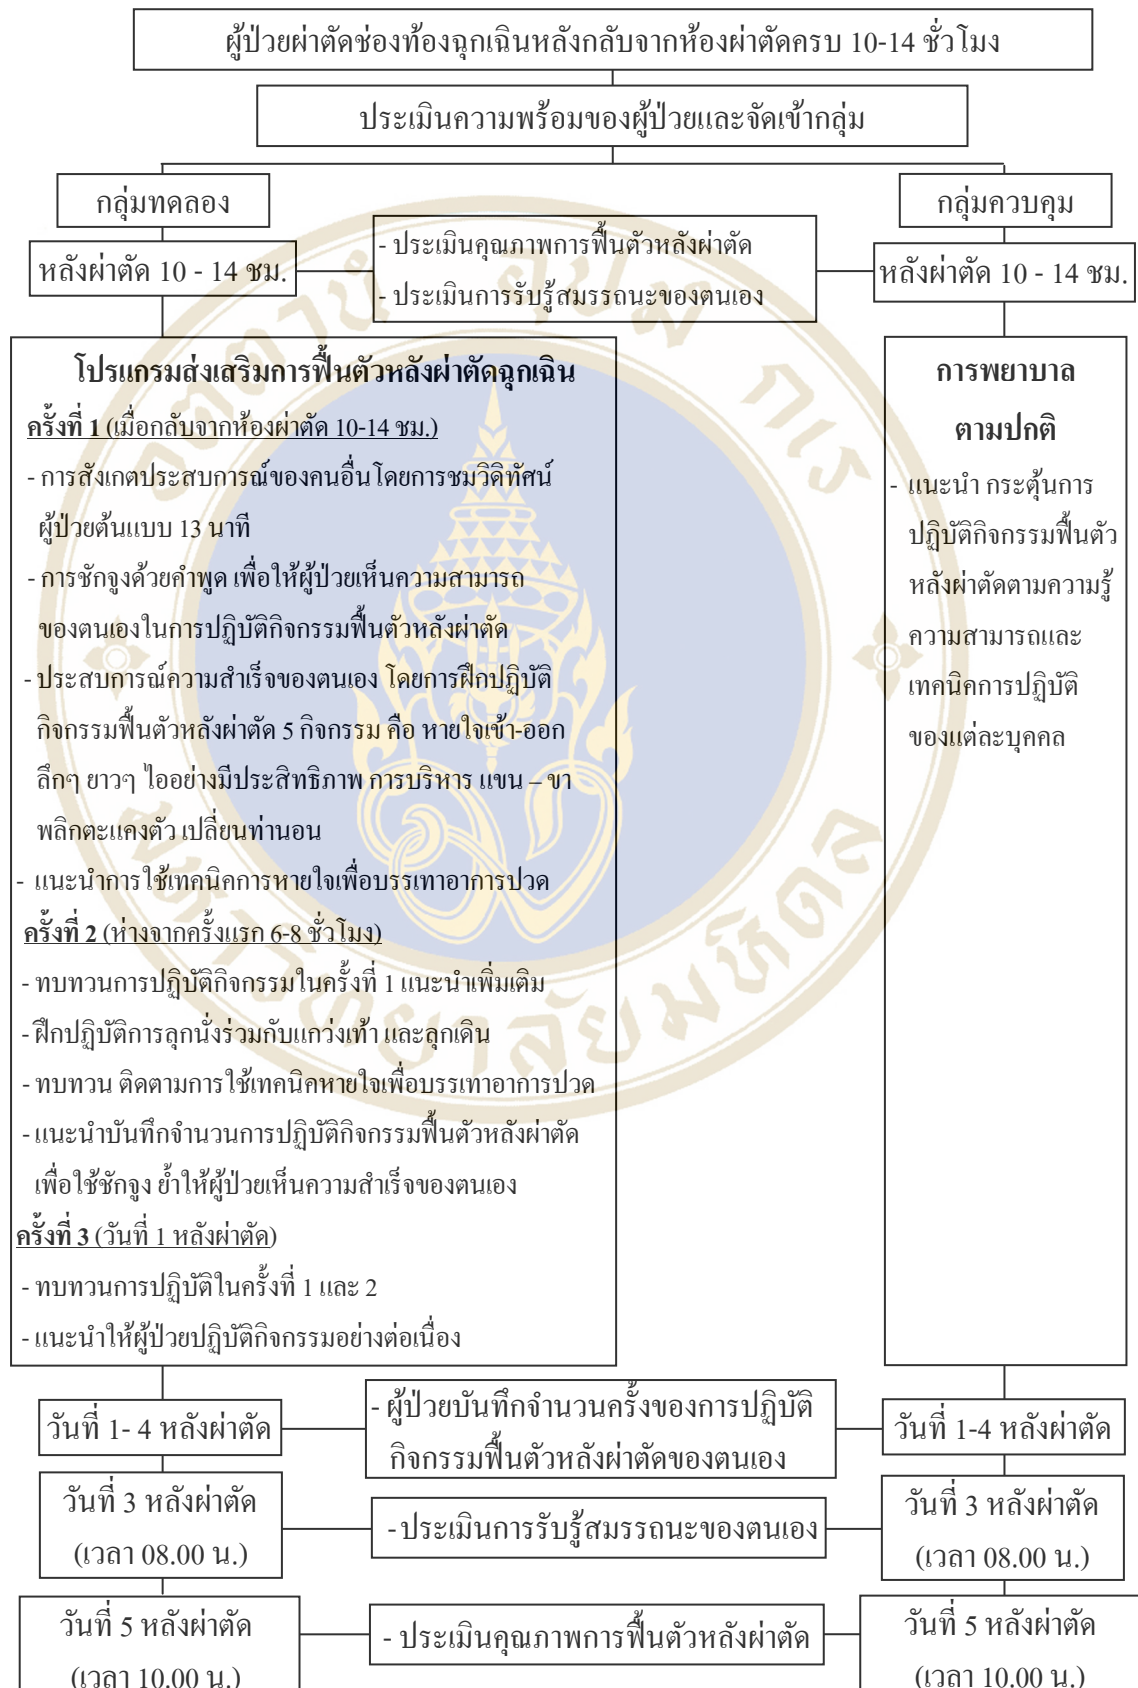 ผู้ป่วยผ่าตัดช่องท้องฉุกเฉินหลังกลับจากห้องผ่าตัดครบ 10-14 ชั่วโมง
ประเมินความพร้อมของผู้ป่วยและจัดเข้ากลุ่ม
กลุ่มทดลอง
กลุ่มควบคุม
หลังผ่าตัด 10 - 14 ชม.
- ประเมินคุณภาพการฟื้นตัวหลังผ่าตัด
- ประเมินการรับรู้สมรรถนะของตนเอง
หลังผ่าตัด 10 - 14 ชม.
โปรแกรมส่งเสริมการฟื้นตัวหลังผ่าตัดฉุกเฉิน
ครั้งที่ 1 (เมื่อกลับจากห้องผ่าตัด 10-14 ชม.)
- การสังเกตประสบการณ์ของคนอื่น โดยการชมวิดิทัศน์
ผู้ป่วยต้นแบบ 13 นาที
- การชักจูงด้วยคำพูด เพื่อให้ผู้ป่วยเห็นความสามารถ
ของตนเองในการปฏิบัติกิจกรรมฟื้นตัวหลังผ่าตัด
- ประสบการณ์ความสำเร็จของตนเอง โดยการฝึกปฏิบัติ
กิจกรรมฟื้นตัวหลังผ่าตัด 5 กิจกรรม คือ หายใจเข้า-ออก
ลึกๆ ยาวๆ ไออย่างมีประสิทธิภาพ การบริหาร แขน – ขา
พลิกตะแคงตัว เปลี่ยนท่านอน
- แนะนำการใช้เทคนิคการหายใจเพื่อบรรเทาอาการปวด
ครั้งที่ 2 (ห่างจากครั้งแรก 6-8 ชั่วโมง)
- ทบทวนการปฏิบัติกิจกรรมในครั้งที่ 1 แนะนำเพิ่มเติม
- ฝึกปฏิบัติการลุกนั่งร่วมกับแกว่งเท้า และลุกเดิน
- ทบทวน ติดตามการใช้เทคนิคหายใจเพื่อบรรเทาอาการปวด
- แนะนำบันทึกจำนวนการปฏิบัติกิจกรรมฟื้นตัวหลังผ่าตัด
เพื่อใช้ชักจูง ย้ำให้ผู้ป่วยเห็นความสำเร็จของตนเอง
ครั้งที่ 3 (วันที่ 1 หลังผ่าตัด)
- ทบทวนการปฏิบัติในครั้งที่ 1 และ 2
- แนะนำให้ผู้ป่วยปฏิบัติกิจกรรมอย่างต่อเนื่อง
การพยาบาล
ตามปกติ
- แนะนำ กระตุ้นการ
ปฏิบัติกิจกรรมฟื้นตัว
หลังผ่าตัดตามความรู้
ความสามารถและ
เทคนิคการปฏิบัติ
ของแต่ละบุคคล
วันที่ 1- 4 หลังผ่าตัด
- ผู้ป่วยบันทึกจำนวนครั้งของการปฏิบัติ
กิจกรรมฟื้นตัวหลังผ่าตัดของตนเอง
วันที่ 1-4 หลังผ่าตัด
วันที่ 3 หลังผ่าตัด
(เวลา 08.00 น.)
- ประเมินการรับรู้สมรรถนะของตนเอง
วันที่ 3 หลังผ่าตัด
(เวลา 08.00 น.)
วันที่ 5 หลังผ่าตัด
(เวลา 10.00 น.)
- ประเมินคุณภาพการฟื้นตัวหลังผ่าตัด
วันที่ 5 หลังผ่าตัด
(เวลา 10.00 น.)
อตฺตานํ อุปมํ กเร
มหาวิทยาลัยมหิดล